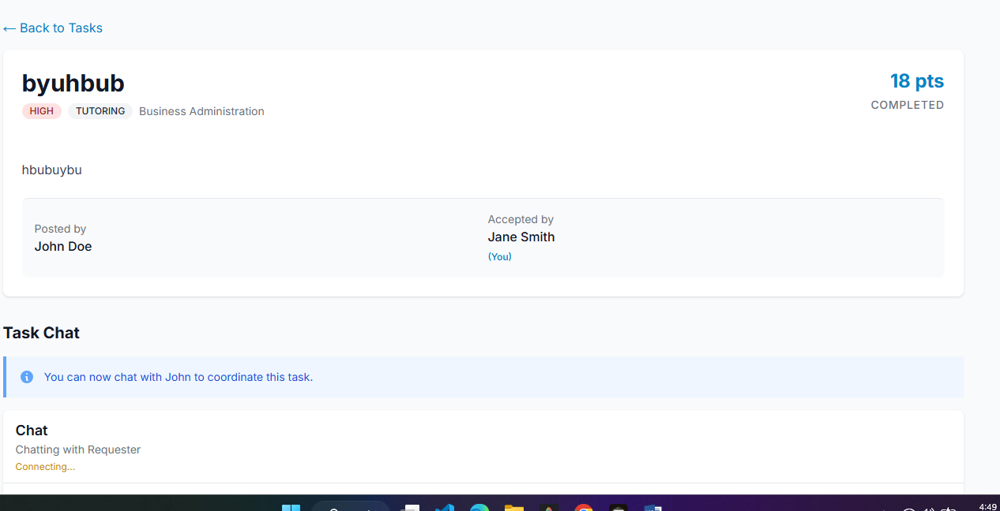 ← Back to Tasks
byuhbub
18 pts
HIGH TUTORING Business Administration
COMPLETED
hbubuybu
Posted by
John Doe
Accepted by
Jane Smith
(You)
Task Chat
You can now chat with John to coordinate this task.
Chat
Chatting with Requester
Connecting...
4:49